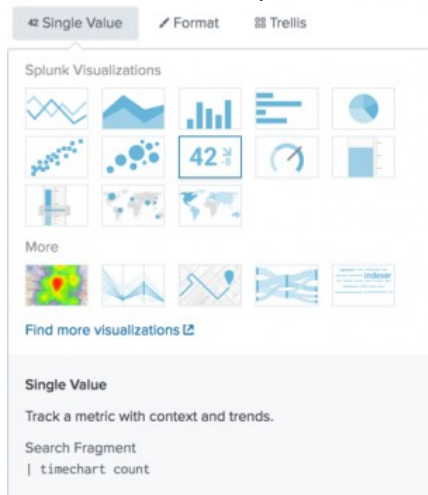 42 Single Value Format Trellis
Splunk Visualizations
42
More
indexer
Find more visualizations
Single Value
Track a metric with context and trends.
Search Fragment
| timechart count